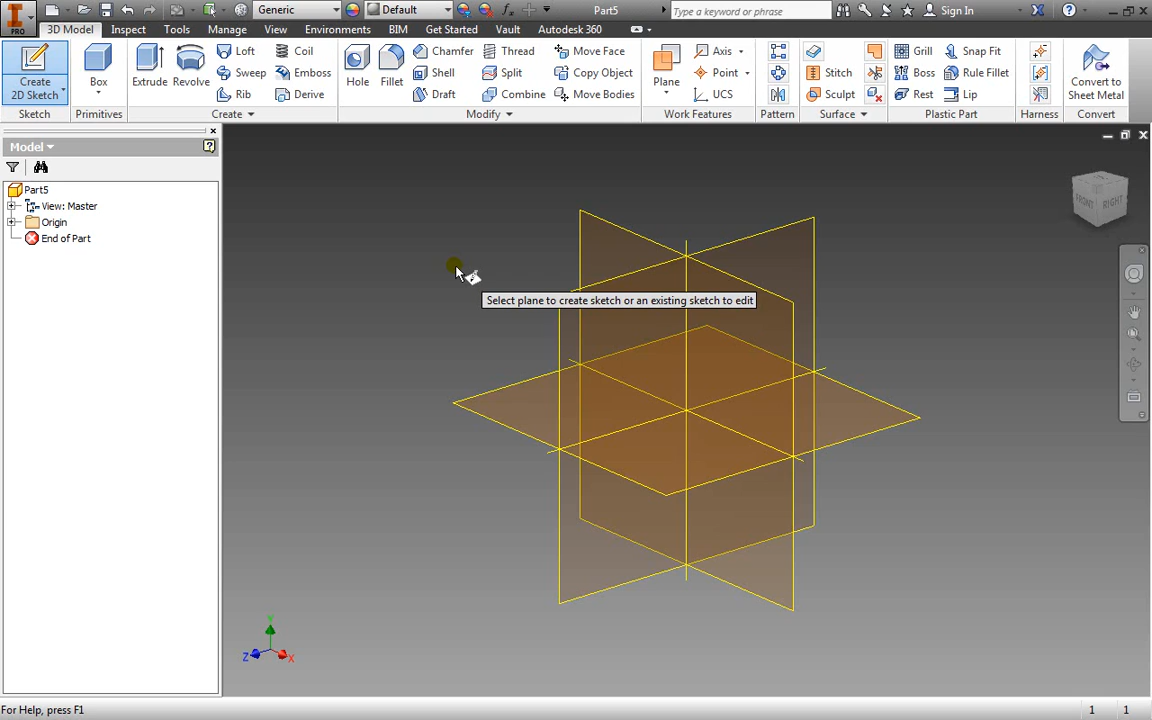 Generic
Default
Part5
Type a keyword or phrase
Sign In
PRO
3D Model
Inspect
Tools
Manage
View
Environments
BIM
Get Started
Vault
Autodesk 360
Create
2D Sketch
Sketch
Box
Primitives
Extrude
Revolve
Loft
Sweep
Rib
Coil
Emboss
Derive
Create
Hole
Fillet
Chamfer
Shell
Draft
Thread
Split
Combine
Move Face
Copy Object
Move Bodies
Modify
Plane
Axis
Point
UCS
Work Features
Pattern
Stitch
Sculpt
Surface
Grill
Boss
Rest
Snap Fit
Rule Fillet
Lip
Plastic Part
Harness
Convert to
Sheet Metal
Convert
Model
Part5
View: Master
Origin
End of Part
Select plane to create sketch or an existing sketch to edit
FRONT
RIGHT
Y
Z
X
For Help, press F1
1
1